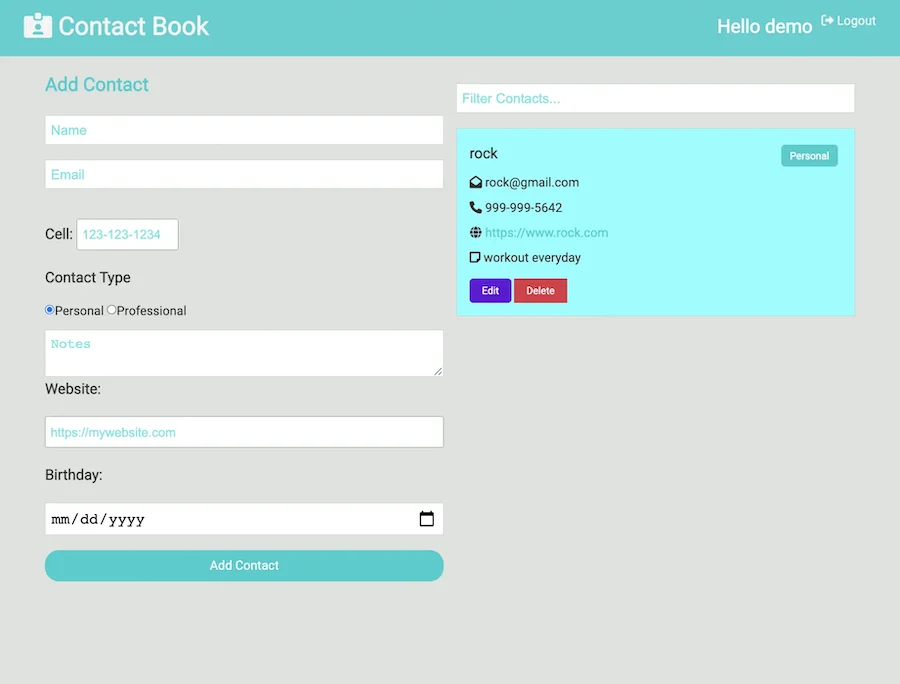 Contact Book
Hello demo
Logout
Add Contact
Name
Email
Cell: 123-123-1234
Contact Type
Personal Professional
Notes
Website:
https://mywebsite.com
Birthday:
mm/dd/yyyy
Add Contact
Filter Contacts...
rock
Personal
rock@gmail.com
999-999-5642
https://www.rock.com
workout everyday
Edit Delete